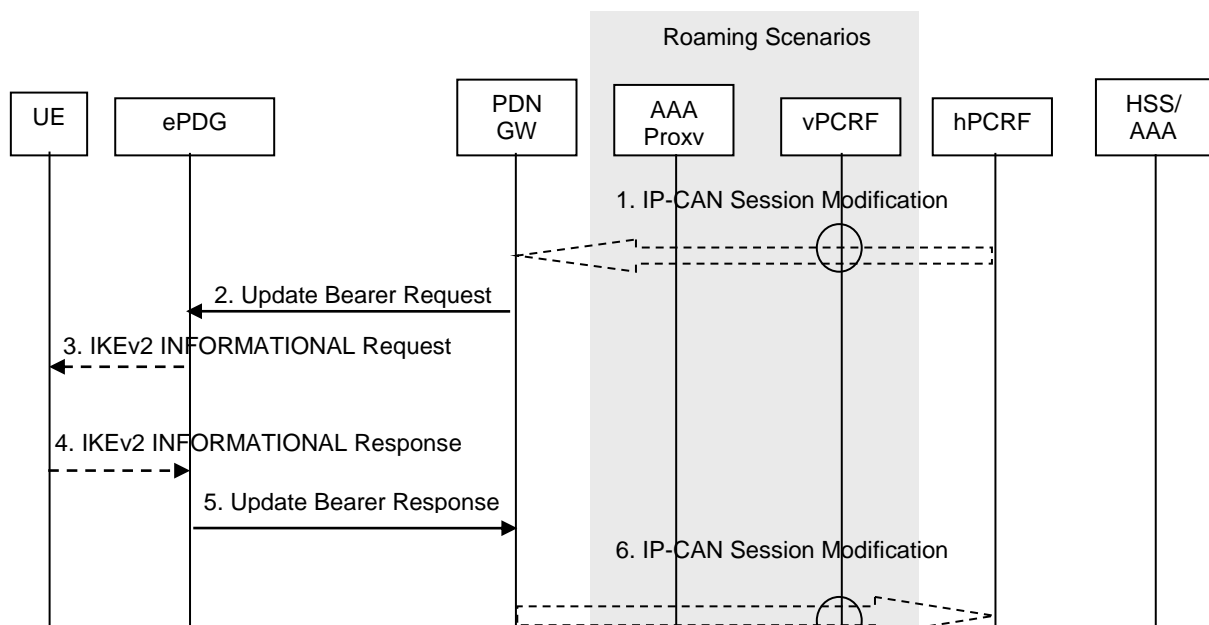 Roaming Scenarios
UE
ePDG
PDN
GW
AAA
Proxv
vPCRF
hPCRF
HSS/
AAA
1. IP-CAN Session Modification
2. Update Bearer Request
3. IKEv2 INFORMATIONAL Request
4. IKEv2 INFORMATIONAL Response
5. Update Bearer Response
6. IP-CAN Session Modification